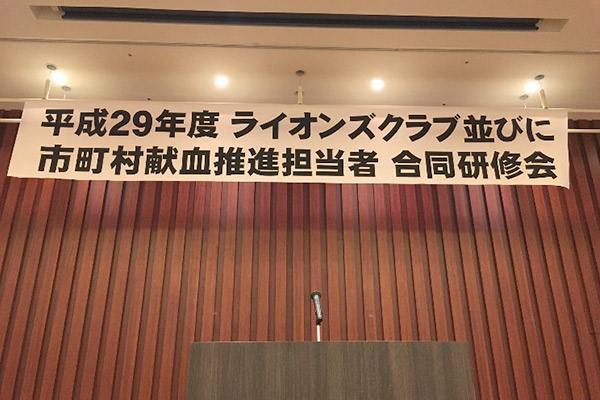 平成29年度 ライオンズクラブ並びに
市町村献血推進担当者 合同研修会